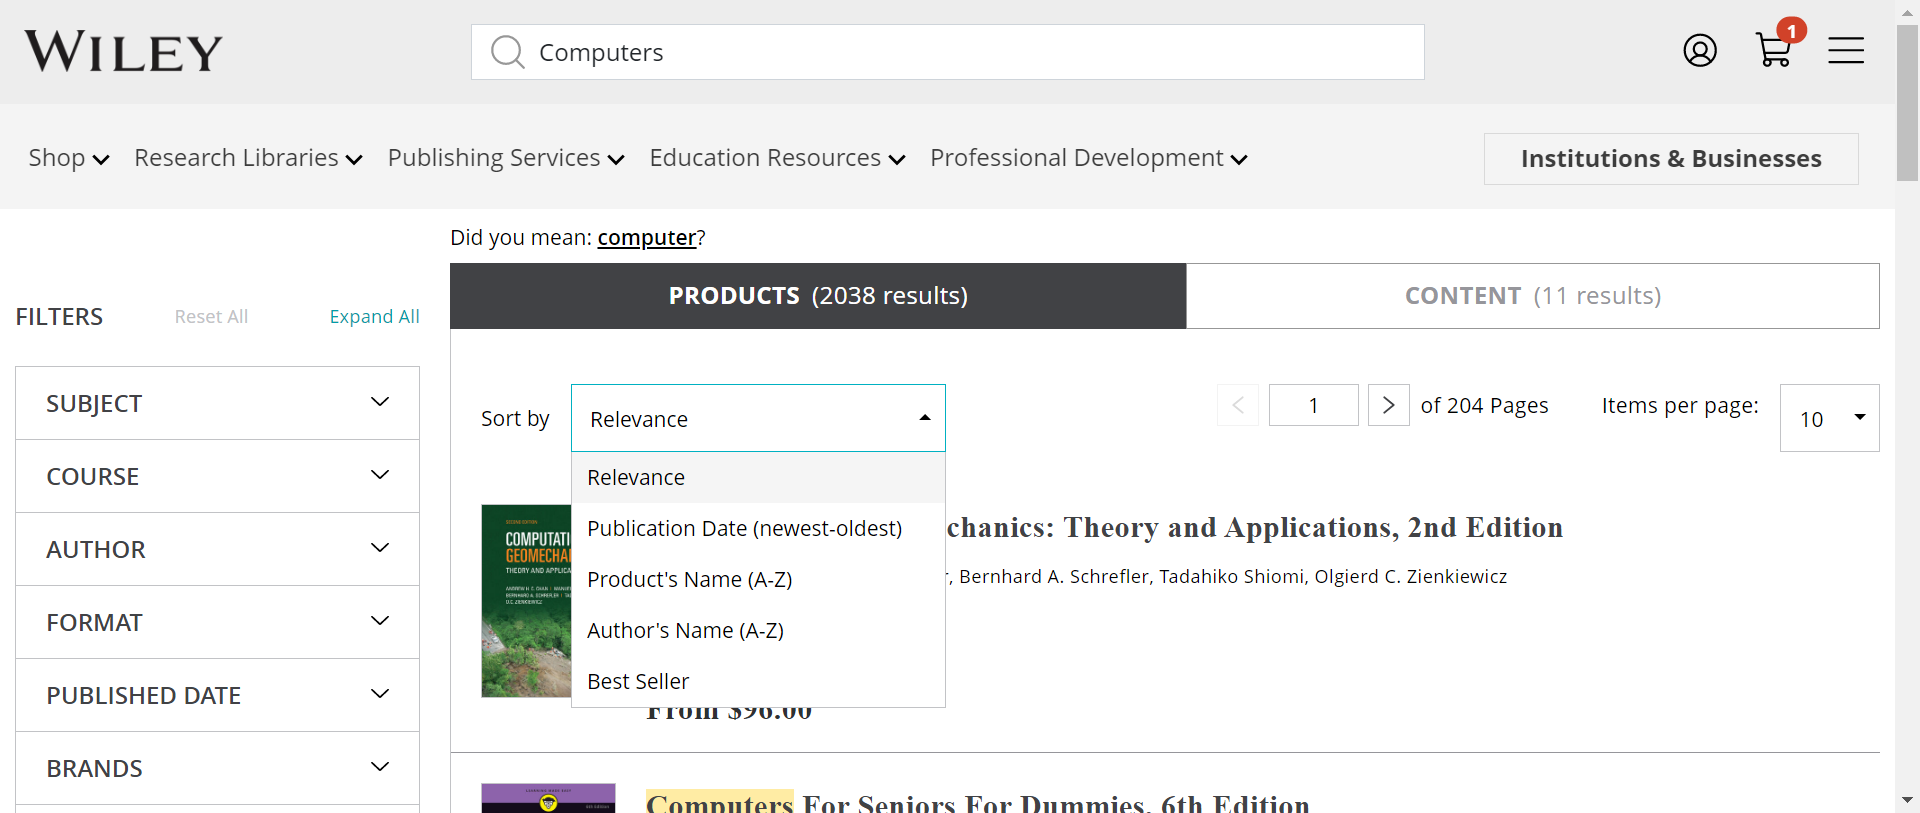 WILEY
Computers
1
Shop
Research Libraries
Publishing Services
Education Resources
Professional Development
Institutions & Businesses
Did you mean: computer?
PRODUCTS (2038 results)
CONTENT (11 results)
FILTERS
Reset All
Expand All
SUBJECT
COURSE
AUTHOR
FORMAT
PUBLISHED DATE
BRANDS
Sort by
Relevance
1
of 204 Pages
Items per page:
10
Relevance
Publication Date (newest-oldest)
Product's Name (A-Z)
Author's Name (A-Z)
Best Seller
SECOND EDITION
COMPUTATI
GEOMECHA
THEORY AND APPLICA
chanics: Theory and Applications, 2nd Edition
, Bernhard A. Schrefler, Tadahiko Shiomi, Olgierd C. Zienkiewicz
From $96.00
Computers For Seniors For Dummies, 6th Edition